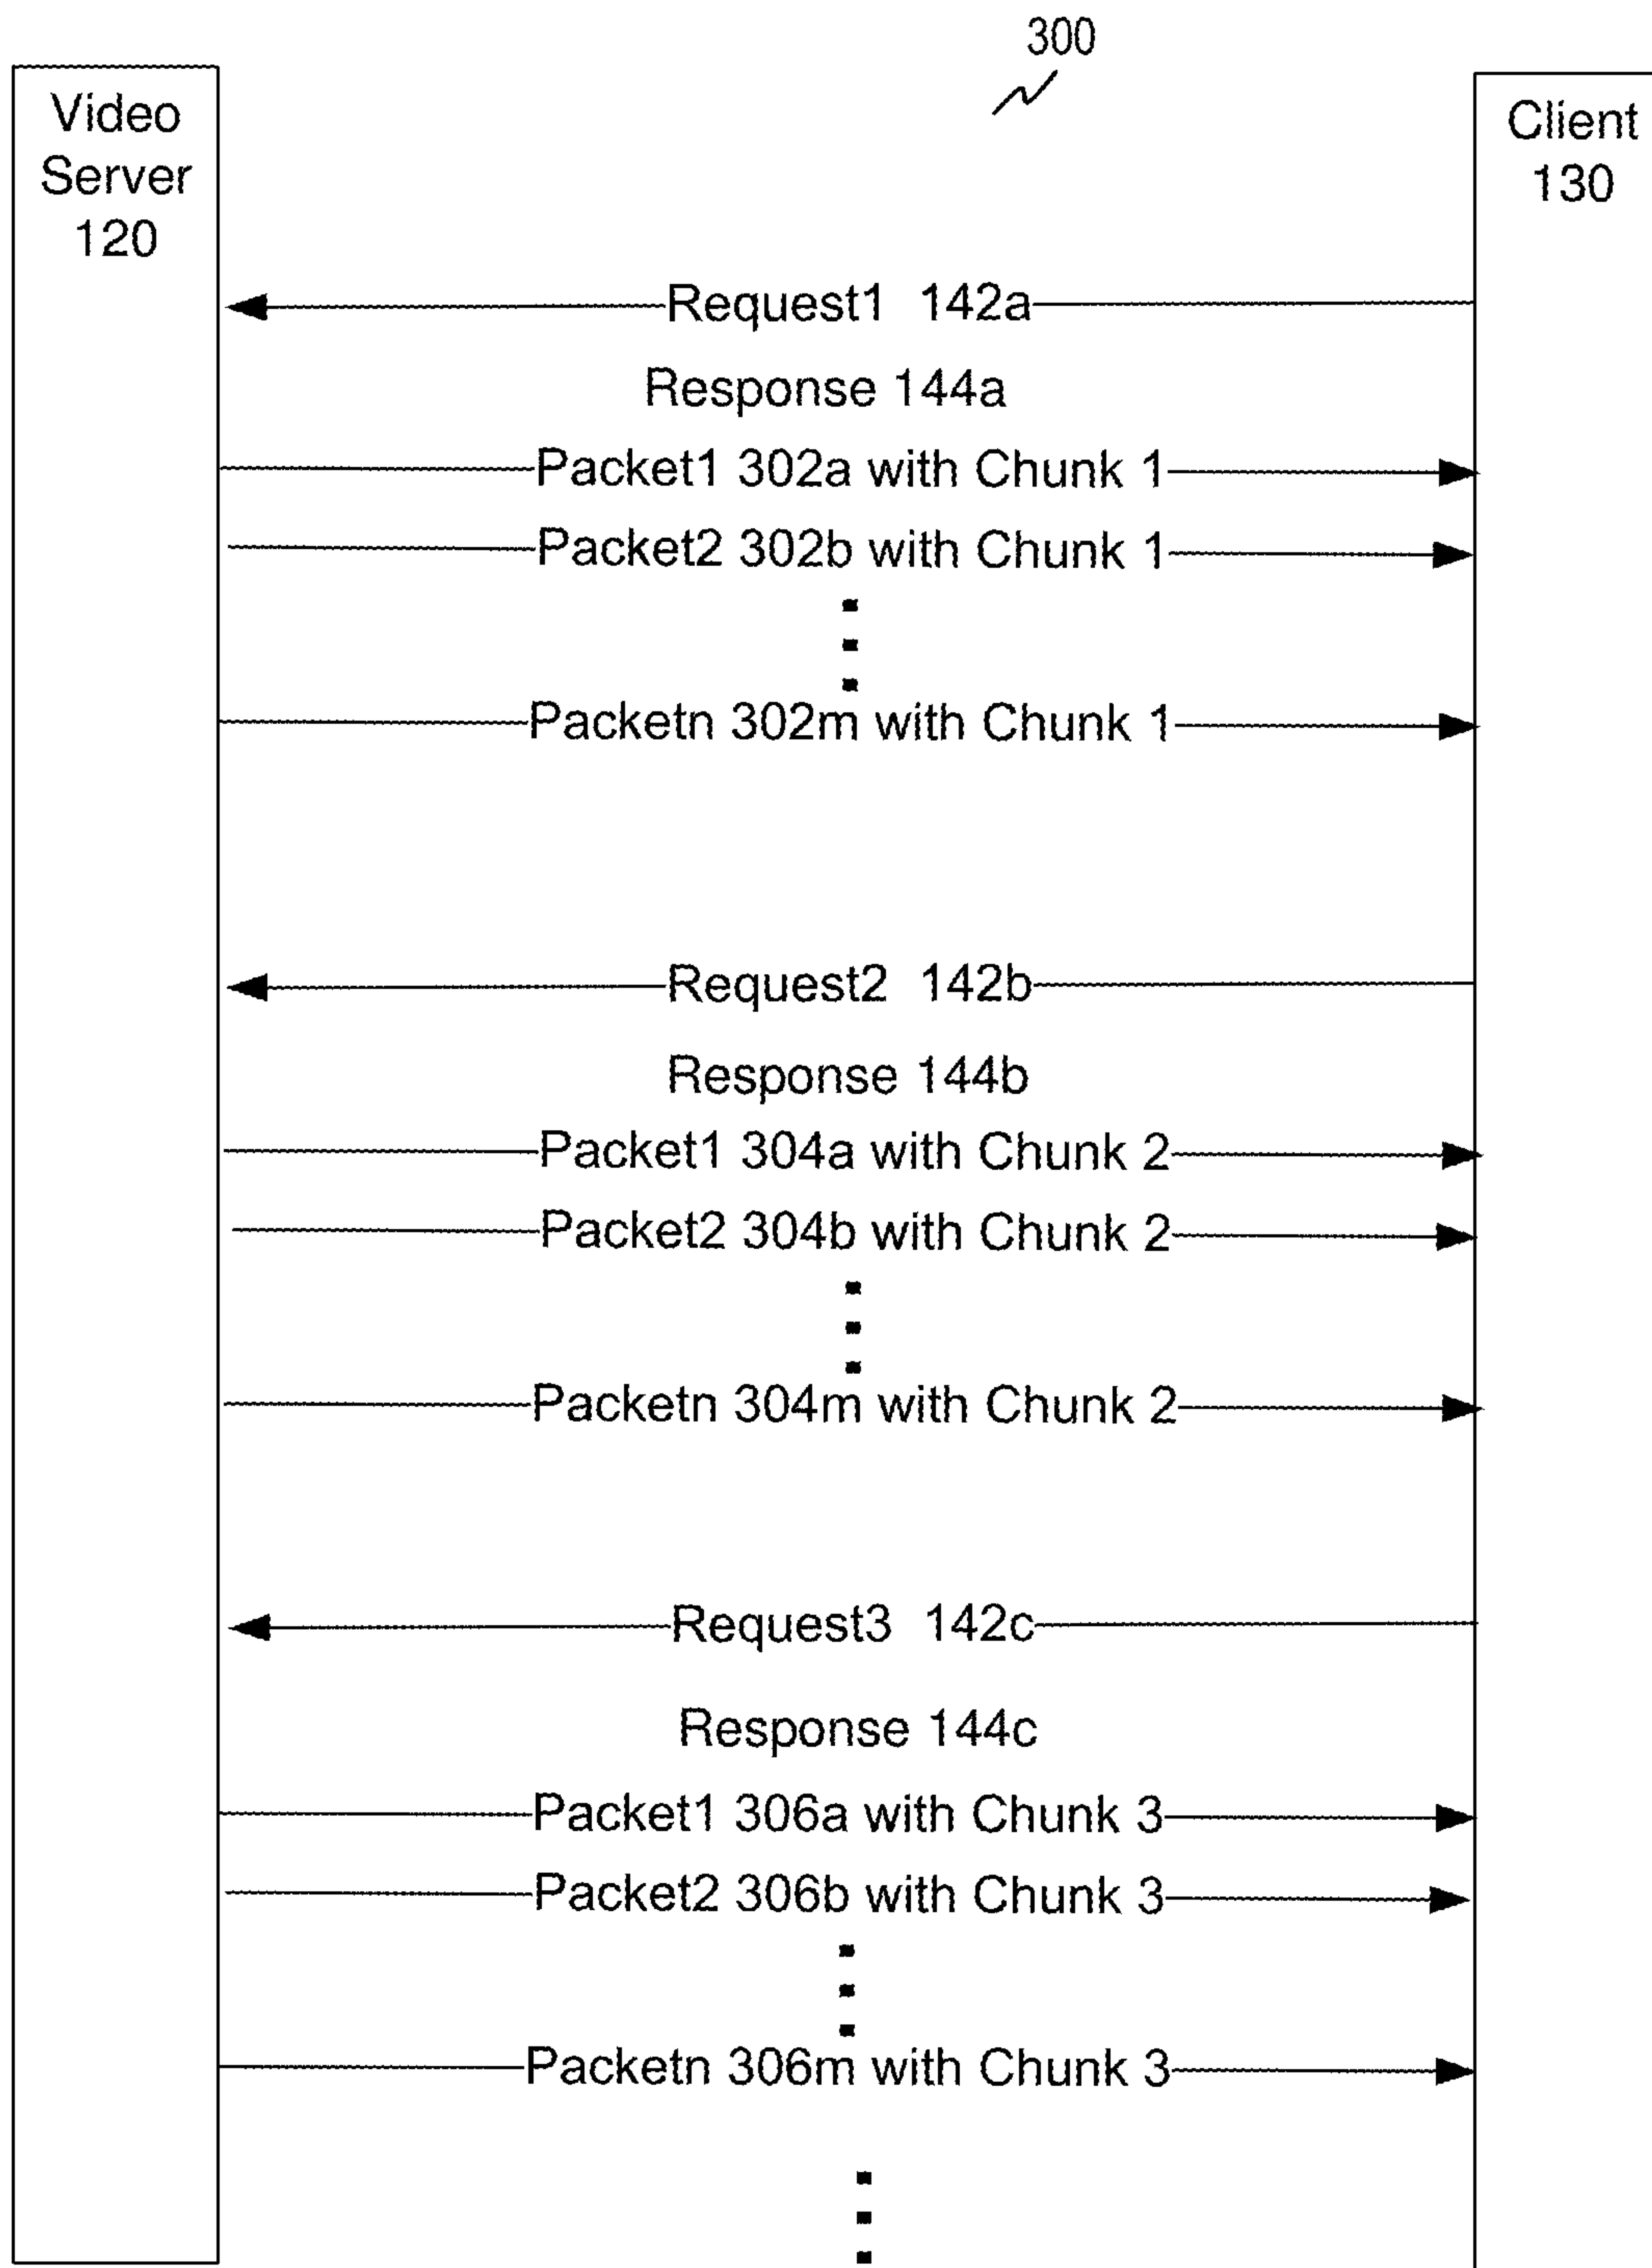 300
Video
Server
120
Client
130
Request1 142a
Response 144a
Packet1 302a with Chunk 1
Packet2 302b with Chunk 1
Packetn 302m with Chunk 1
Request2 142b
Response 144b
Packet1 304a with Chunk 2
Packet2 304b with Chunk 2
Packetn 304m with Chunk 2
Request3 142c
Response 144c
Packet1 306a with Chunk 3
Packet2 306b with Chunk 3
Packetn 306m with Chunk 3